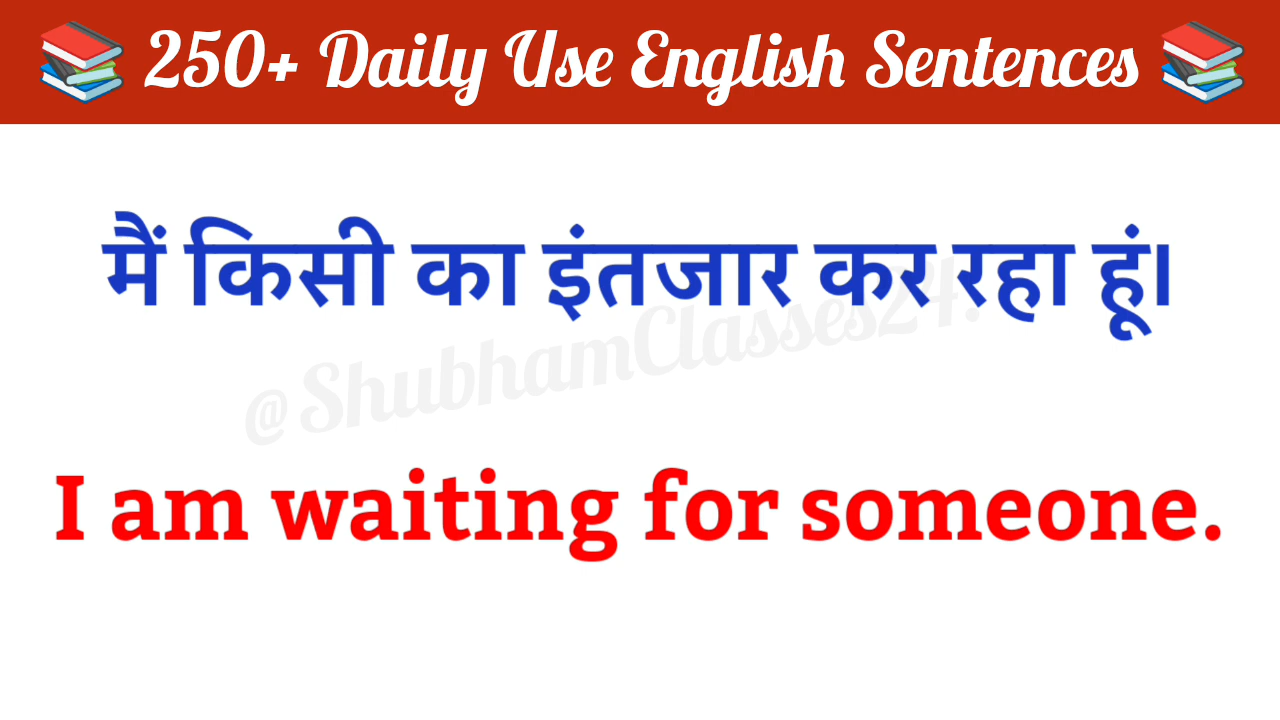 📚 250+ Daily Use English Sentences 📚
मैं किसी का इंतजार कर रहा हूं।
@ShubhamClasses24.
I am waiting for someone.